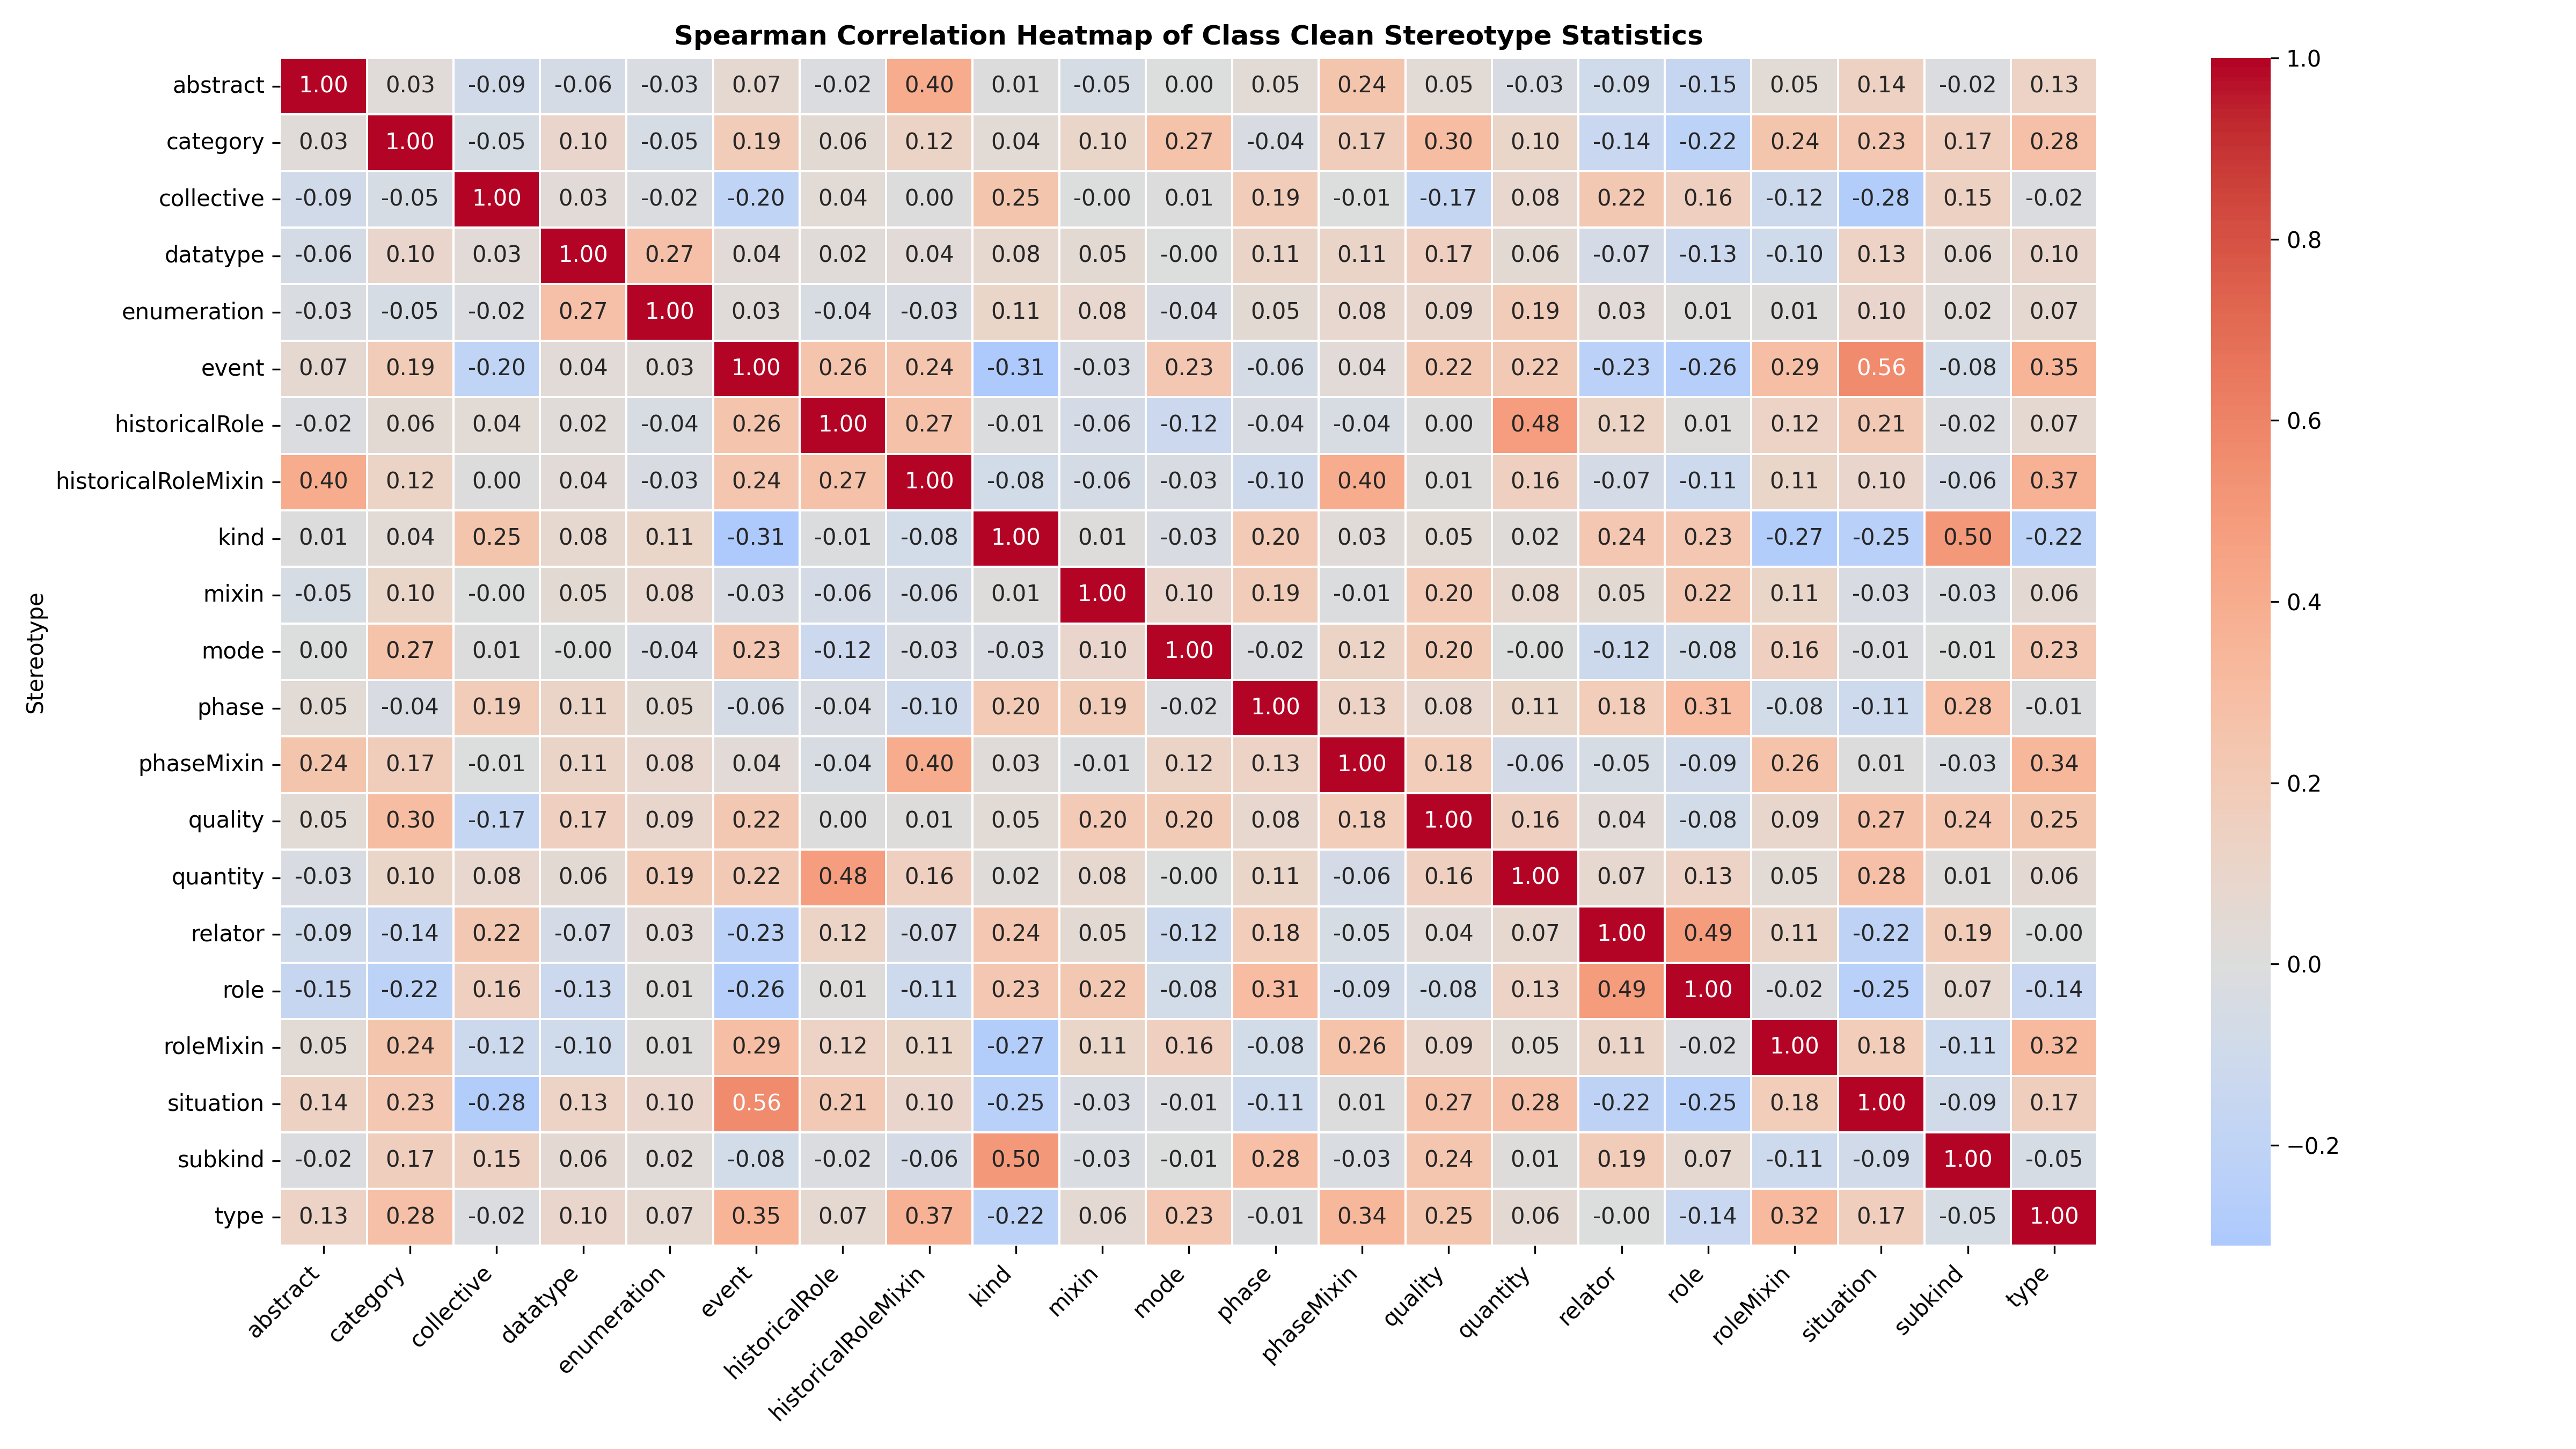 Spearman Correlation Heatmap of Class Clean Stereotype Statistics
abstract 1.00 0.03 -0.09 -0.06 -0.03 0.07 -0.02 0.40 0.01 -0.05 0.00 0.05 0.24 0.05 -0.03 -0.09 -0.15 0.05 0.14 -0.02 0.13
category 0.03 1.00 -0.05 0.10 -0.05 0.19 0.06 0.12 0.04 0.10 0.27 -0.04 0.17 0.30 0.10 -0.14 -0.22 0.24 0.23 0.17 0.28
collective -0.09 -0.05 1.00 0.03 -0.02 -0.20 0.04 0.00 0.25 -0.00 0.01 0.19 -0.01 -0.17 0.08 0.22 0.16 -0.12 -0.28 0.15 -0.02
datatype -0.06 0.10 0.03 1.00 0.27 0.04 0.02 0.04 0.08 0.05 -0.00 0.11 0.11 0.17 0.06 -0.07 -0.13 -0.10 0.13 0.06 0.10
enumeration -0.03 -0.05 -0.02 0.27 1.00 0.03 -0.04 -0.03 0.11 0.08 -0.04 0.05 0.08 0.09 0.19 0.03 0.01 0.01 0.10 0.02 0.07
event 0.07 0.19 -0.20 0.04 0.03 1.00 0.26 0.24 -0.31 -0.03 0.23 -0.06 0.04 0.22 0.22 -0.23 -0.26 0.29 0.56 -0.08 0.35
historicalRole -0.02 0.06 0.04 0.02 -0.04 0.26 1.00 0.27 -0.01 -0.06 -0.12 -0.04 -0.04 0.00 0.48 0.12 0.01 0.12 0.21 -0.02 0.07
historicalRoleMixin 0.40 0.12 0.00 0.04 -0.03 0.24 0.27 1.00 -0.08 -0.06 -0.03 -0.10 0.40 0.01 0.16 -0.07 -0.11 0.11 0.10 -0.06 0.37
kind 0.01 0.04 0.25 0.08 0.11 -0.31 -0.01 -0.08 1.00 0.01 -0.03 0.20 0.03 0.05 0.02 0.24 0.23 -0.27 -0.25 0.50 -0.22
mixin -0.05 0.10 -0.00 0.05 0.08 -0.03 -0.06 -0.06 0.01 1.00 0.10 0.19 -0.01 0.20 0.08 0.05 0.22 0.11 -0.03 -0.03 0.06
mode 0.00 0.27 0.01 -0.00 -0.04 0.23 -0.12 -0.03 -0.03 0.10 1.00 -0.02 0.12 0.20 -0.00 -0.12 -0.08 0.16 -0.01 -0.01 0.23
phase 0.05 -0.04 0.19 0.11 0.05 -0.06 -0.04 -0.10 0.20 0.19 -0.02 1.00 0.13 0.08 0.11 0.18 0.31 -0.08 -0.11 0.28 -0.01
phaseMixin 0.24 0.17 -0.01 0.11 0.08 0.04 -0.04 0.40 0.03 -0.01 0.12 0.13 1.00 0.18 -0.06 -0.05 -0.09 0.26 0.01 -0.03 0.34
quality 0.05 0.30 -0.17 0.17 0.09 0.22 0.00 0.01 0.05 0.20 0.20 0.08 0.18 1.00 0.16 0.04 -0.08 0.09 0.27 0.24 0.25
quantity -0.03 0.10 0.08 0.06 0.19 0.22 0.48 0.16 0.02 0.08 -0.00 0.11 -0.06 0.16 1.00 0.07 0.13 0.05 0.28 0.01 0.06
relator -0.09 -0.14 0.22 -0.07 0.03 -0.23 0.12 -0.07 0.24 0.05 -0.12 0.18 -0.05 0.04 0.07 1.00 0.49 0.11 -0.22 0.19 -0.00
role -0.15 -0.22 0.16 -0.13 0.01 -0.26 0.01 -0.11 0.23 0.22 -0.08 0.31 -0.09 -0.08 0.13 0.49 1.00 -0.02 -0.25 0.07 -0.14
roleMixin 0.05 0.24 -0.12 -0.10 0.01 0.29 0.12 0.11 -0.27 0.11 0.16 -0.08 0.26 0.09 0.05 0.11 -0.02 1.00 0.18 -0.11 0.32
situation 0.14 0.23 -0.28 0.13 0.10 0.56 0.21 0.10 -0.25 -0.03 -0.01 -0.11 0.01 0.27 0.28 -0.22 -0.25 0.18 1.00 -0.09 0.17
subkind -0.02 0.17 0.15 0.06 0.02 -0.08 -0.02 -0.06 0.50 -0.03 -0.01 0.28 -0.03 0.24 0.01 0.19 0.07 -0.11 -0.09 1.00 -0.05
type 0.13 0.28 -0.02 0.10 0.07 0.35 0.07 0.37 -0.22 0.06 0.23 -0.01 0.34 0.25 0.06 -0.00 -0.14 0.32 0.17 -0.05 1.00
Stereotype
abstract category collective datatype enumeration event historicalRole historicalRoleMixin kind mixin mode phase phaseMixin quality quantity relator role roleMixin situation subkind type
1.0
0.8
0.6
0.4
0.2
0.0
−0.2